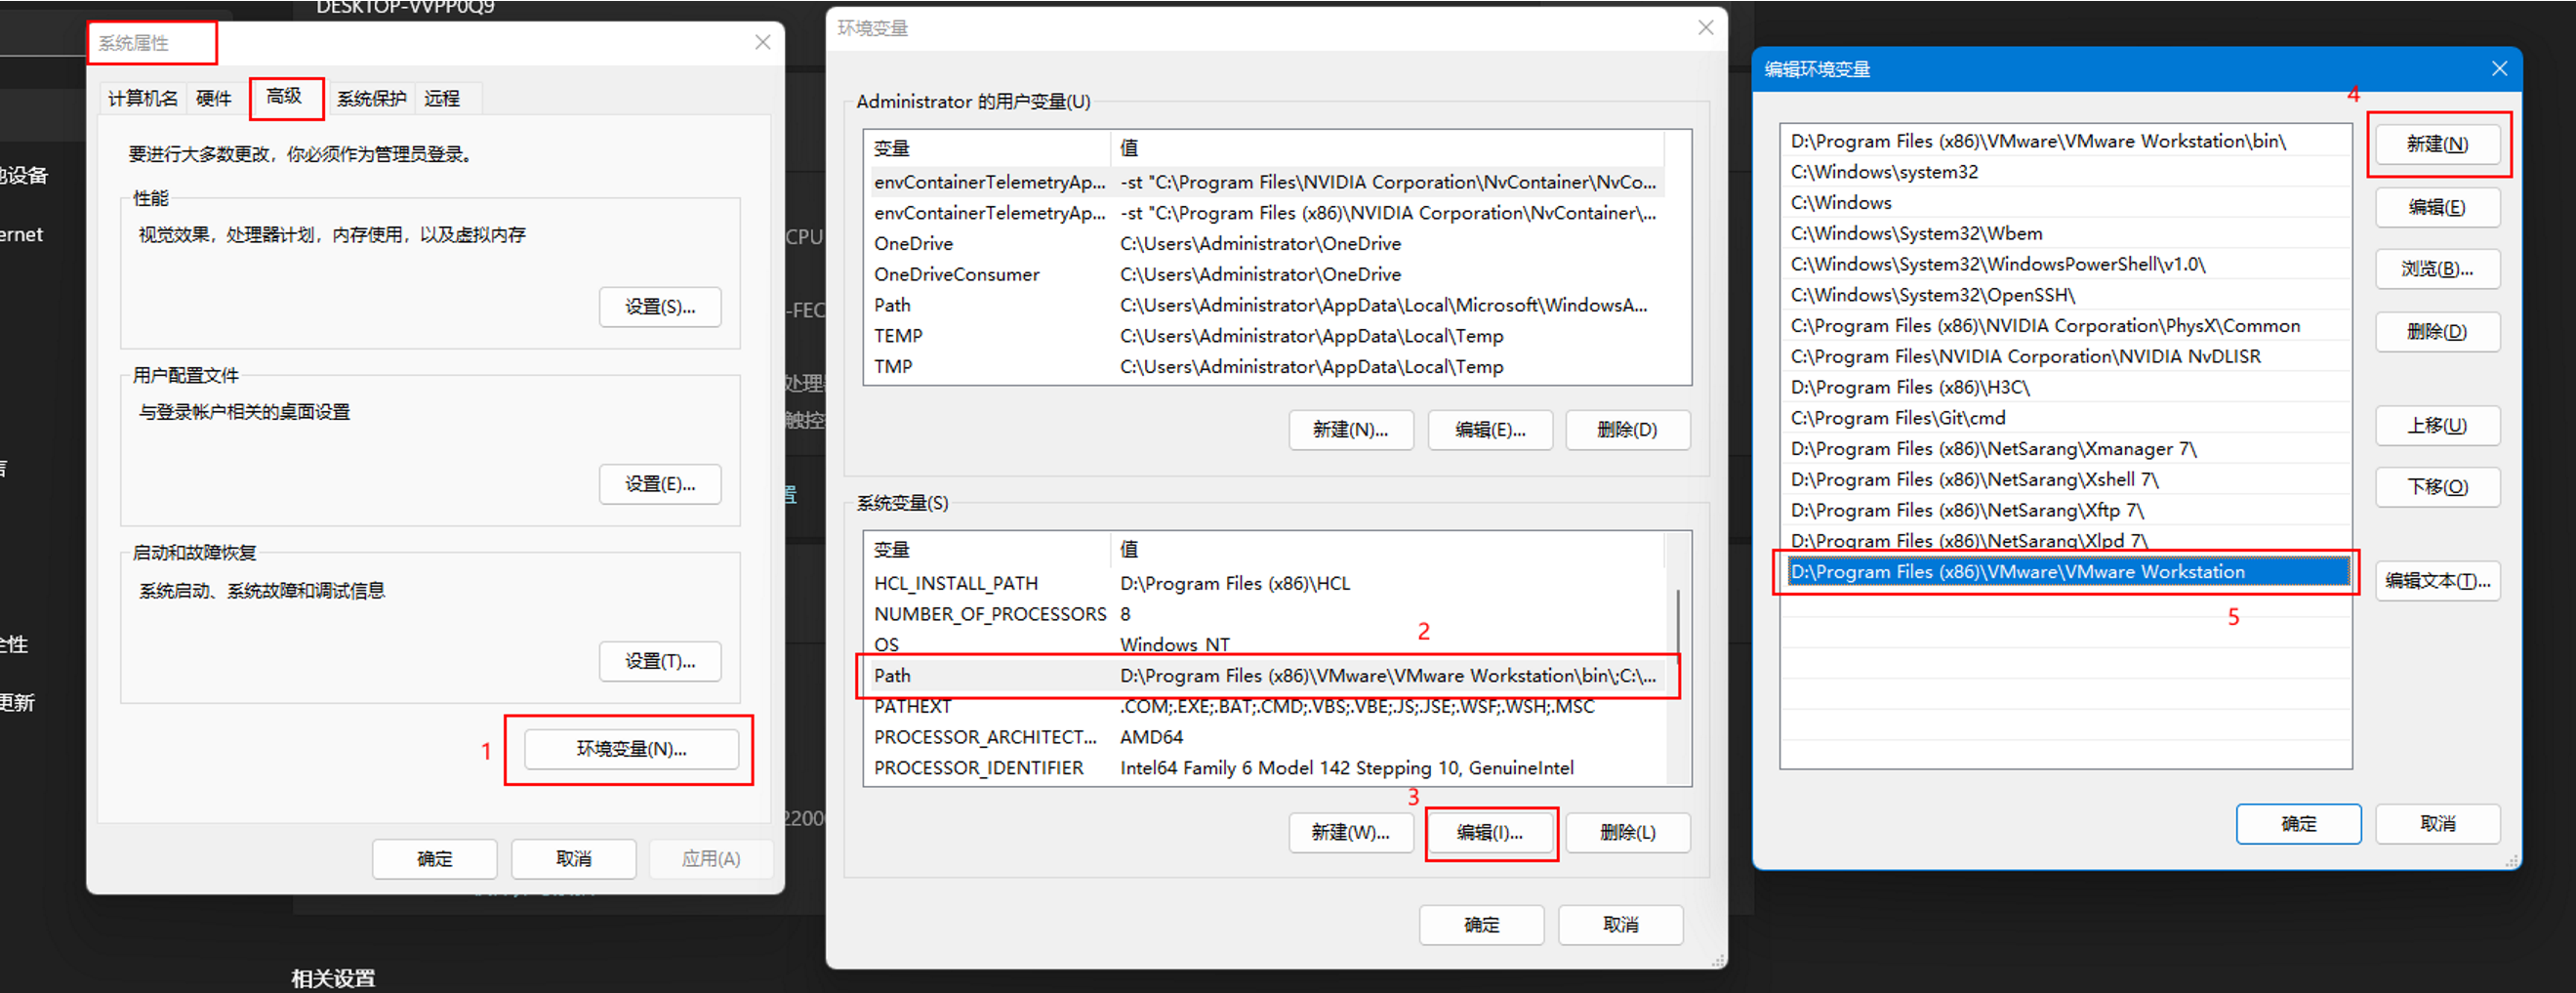 DESKTOP-VVPP0Q9
系统属性
计算机名
硬件
高级
系统保护
远程
要进行大多数更改，你必须作为管理员登录。
性能
视觉效果，处理器计划，内存使用，以及虚拟内存
设置(S)...
用户配置文件
与登录帐户相关的桌面设置
设置(E)...
启动和故障恢复
系统启动、系统故障和调试信息
设置(T)...
1
环境变量(N)...
确定
取消
应用(A)
设备
ernet
更新
CPU
-FEC
处理
触控
置
2200
相关设置
环境变量
Administrator 的用户变量(U)
变量 值
envContainerTelemetryAp... -st "C:\Program Files\NVIDIA Corporation\NvContainer\NvCo...
envContainerTelemetryAp... -st "C:\Program Files (x86)\NVIDIA Corporation\NvContainer\...
OneDrive C:\Users\Administrator\OneDrive
OneDriveConsumer C:\Users\Administrator\OneDrive
Path C:\Users\Administrator\AppData\Local\Microsoft\WindowsA...
TEMP C:\Users\Administrator\AppData\Local\Temp
TMP C:\Users\Administrator\AppData\Local\Temp
新建(N)...
编辑(E)...
删除(D)
系统变量(S)
变量 值
HCL_INSTALL_PATH D:\Program Files (x86)\HCL
NUMBER_OF_PROCESSORS 8
OS Windows_NT
2
Path D:\Program Files (x86)\VMware\VMware Workstation\bin\;C:\...
PATHEXT .COM;.EXE;.BAT;.CMD;.VBS;.VBE;.JS;.JSE;.WSF;.WSH;.MSC
PROCESSOR_ARCHITECT... AMD64
PROCESSOR_IDENTIFIER Intel64 Family 6 Model 142 Stepping 10, GenuineIntel
3
新建(W)...
编辑(I)...
删除(L)
确定
取消
编辑环境变量
4
D:\Program Files (x86)\VMware\VMware Workstation\bin\
C:\Windows\system32
C:\Windows
C:\Windows\System32\Wbem
C:\Windows\System32\WindowsPowerShell\v1.0\
C:\Windows\System32\OpenSSH\
C:\Program Files (x86)\NVIDIA Corporation\PhysX\Common
C:\Program Files\NVIDIA Corporation\NVIDIA NvDLISR
D:\Program Files (x86)\H3C\
C:\Program Files\Git\cmd
D:\Program Files (x86)\NetSarang\Xmanager 7\
D:\Program Files (x86)\NetSarang\Xshell 7\
D:\Program Files (x86)\NetSarang\Xftp 7\
D:\Program Files (x86)\NetSarang\Xlpd 7\
D:\Program Files (x86)\VMware\VMware Workstation
5
新建(N)
编辑(E)
浏览(B)...
删除(D)
上移(U)
下移(O)
编辑文本(T)...
确定
取消